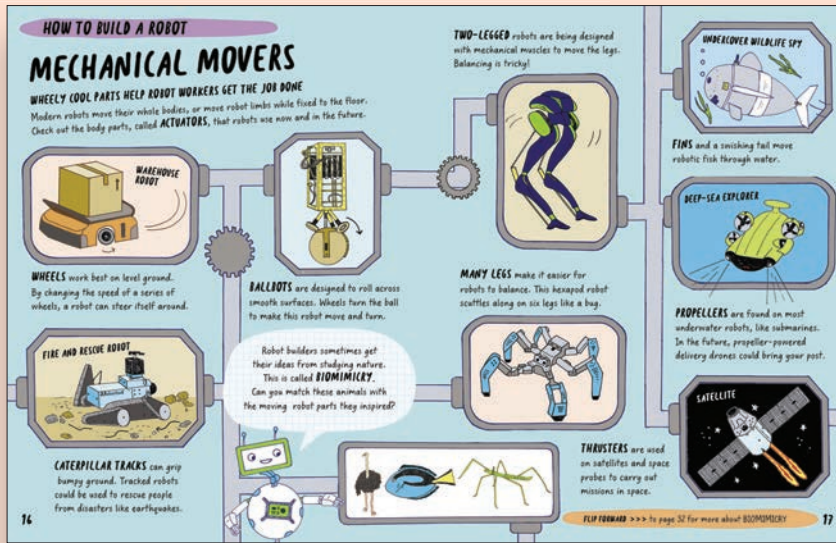 HOW TO BUILD A ROBOT
MECHANICAL MOVERS
WHEELY COOL PARTS HELP ROBOT WORKERS GET THE JOB DONE
Modern robots move their whole bodies, or move robot limbs while fixed to the floor.
Check out the body parts, called ACTUATORS, that robots use now and in the future.
WAREHOUSE
ROBOT
WHEELS work best on level ground.
By changing the speed of a series of
wheels, a robot can steer itself around.
BALLBOTS are designed to roll across
smooth surfaces. Wheels turn the ball
to make this robot move and turn.
FIRE AND RESCUE ROBOT
CATERPILLAR TRACKS can grip
bumpy ground. Tracked robots
could be used to rescue people
from disasters like earthquakes.
Robot builders sometimes get
their ideas from studying nature.
This is called BIOMIMICRY.
Can you match these animals with
the moving robot parts they inspired?
16
TWO-LEGGED robots are being designed
with mechanical muscles to move the legs.
Balancing is tricky!
MANY LEGS make it easier for
robots to balance. This hexapod robot
scuttles along on six legs like a bug.
UNDERCOVER WILDLIFE SPY
FINS and a swishing tail move
robotic fish through water.
DEEP-SEA EXPLORER
PROPELLERS are found on most
underwater robots, like submarines.
In the future, propeller-powered
delivery drones could bring your post.
SATELLITE
THRUSTERS are used
on satellites and space
probes to carry out
missions in space.
FLIP FORWARD >>> to page 32 for more about BIOMIMICRY
17